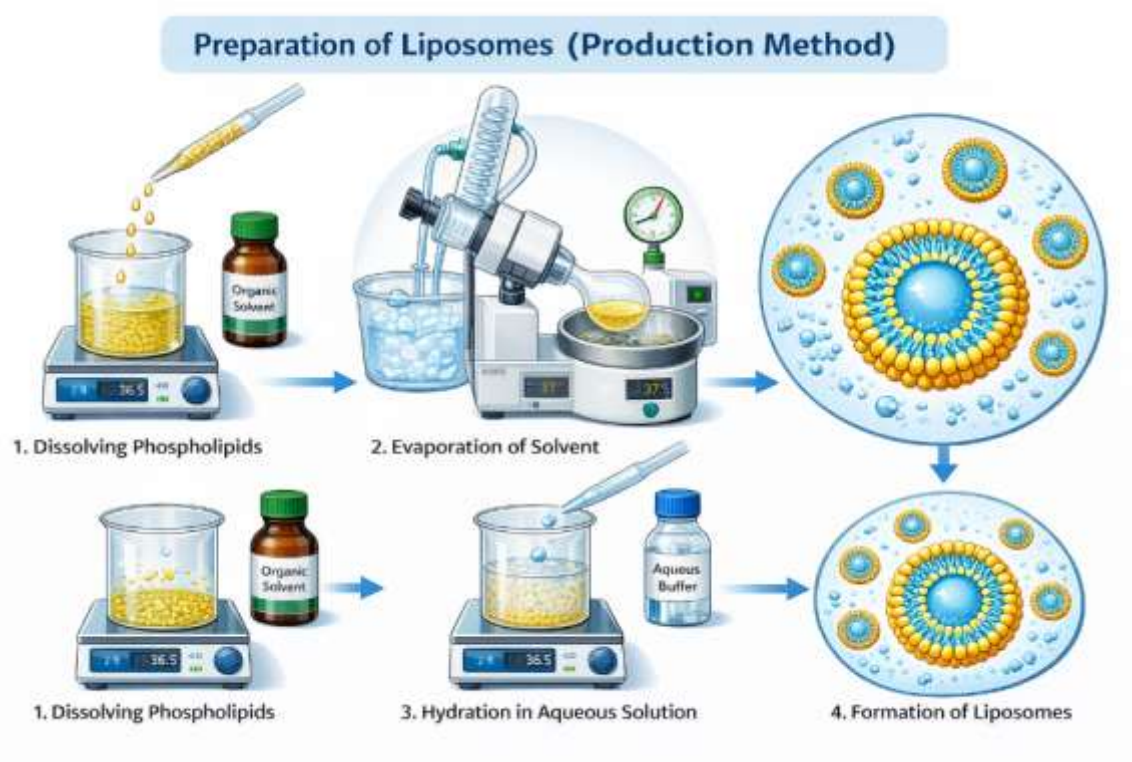 Preparation of Liposomes (Production Method)
Organic
Solvent
36.5
37
37.5
1. Dissolving Phospholipids
2. Evaporation of Solvent
Organic
Solvent
Aqueous
Buffer
36.5
36.5
1. Dissolving Phospholipids
3. Hydration in Aqueous Solution
4. Formation of Liposomes